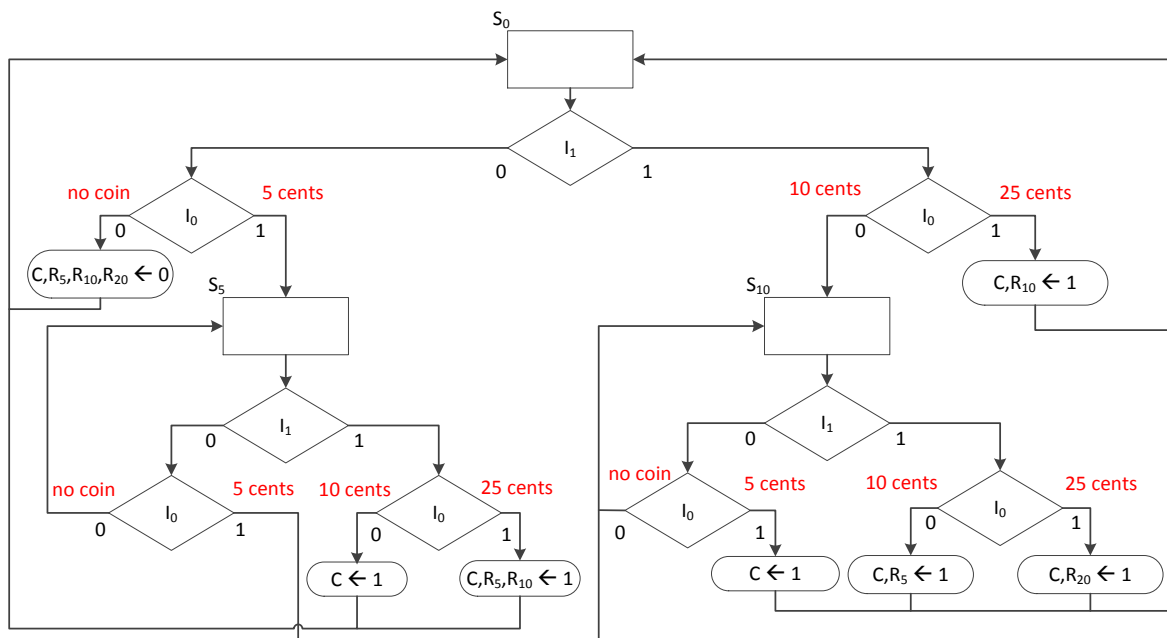 S₀
I₁
0 1
no coin 5 cents
I₀
0 1
10 cents 25 cents
I₀
0 1
C,R₅,R₁₀,R₂₀ ← 0
C,R₁₀ ← 1
S₅
S₁₀
I₁
0 1
I₁
0 1
no coin 5 cents
I₀
0 1
10 cents 25 cents
I₀
0 1
no coin 5 cents
I₀
0 1
10 cents 25 cents
I₀
0 1
C ← 1
C,R₅,R₁₀ ← 1
C ← 1
C,R₅ ← 1
C,R₂₀ ← 1